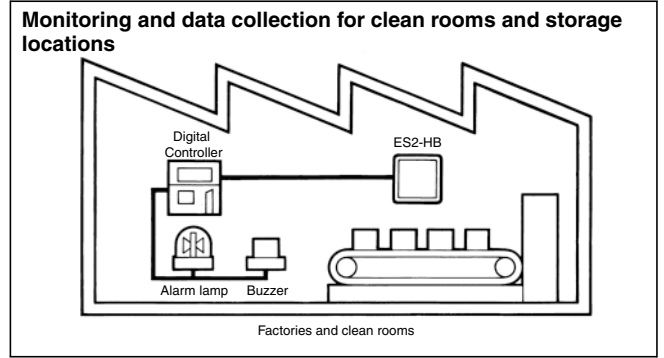 Monitoring and data collection for clean rooms and storage
locations
Digital
Controller
ES2-HB
Alarm lamp
Buzzer
Factories and clean rooms